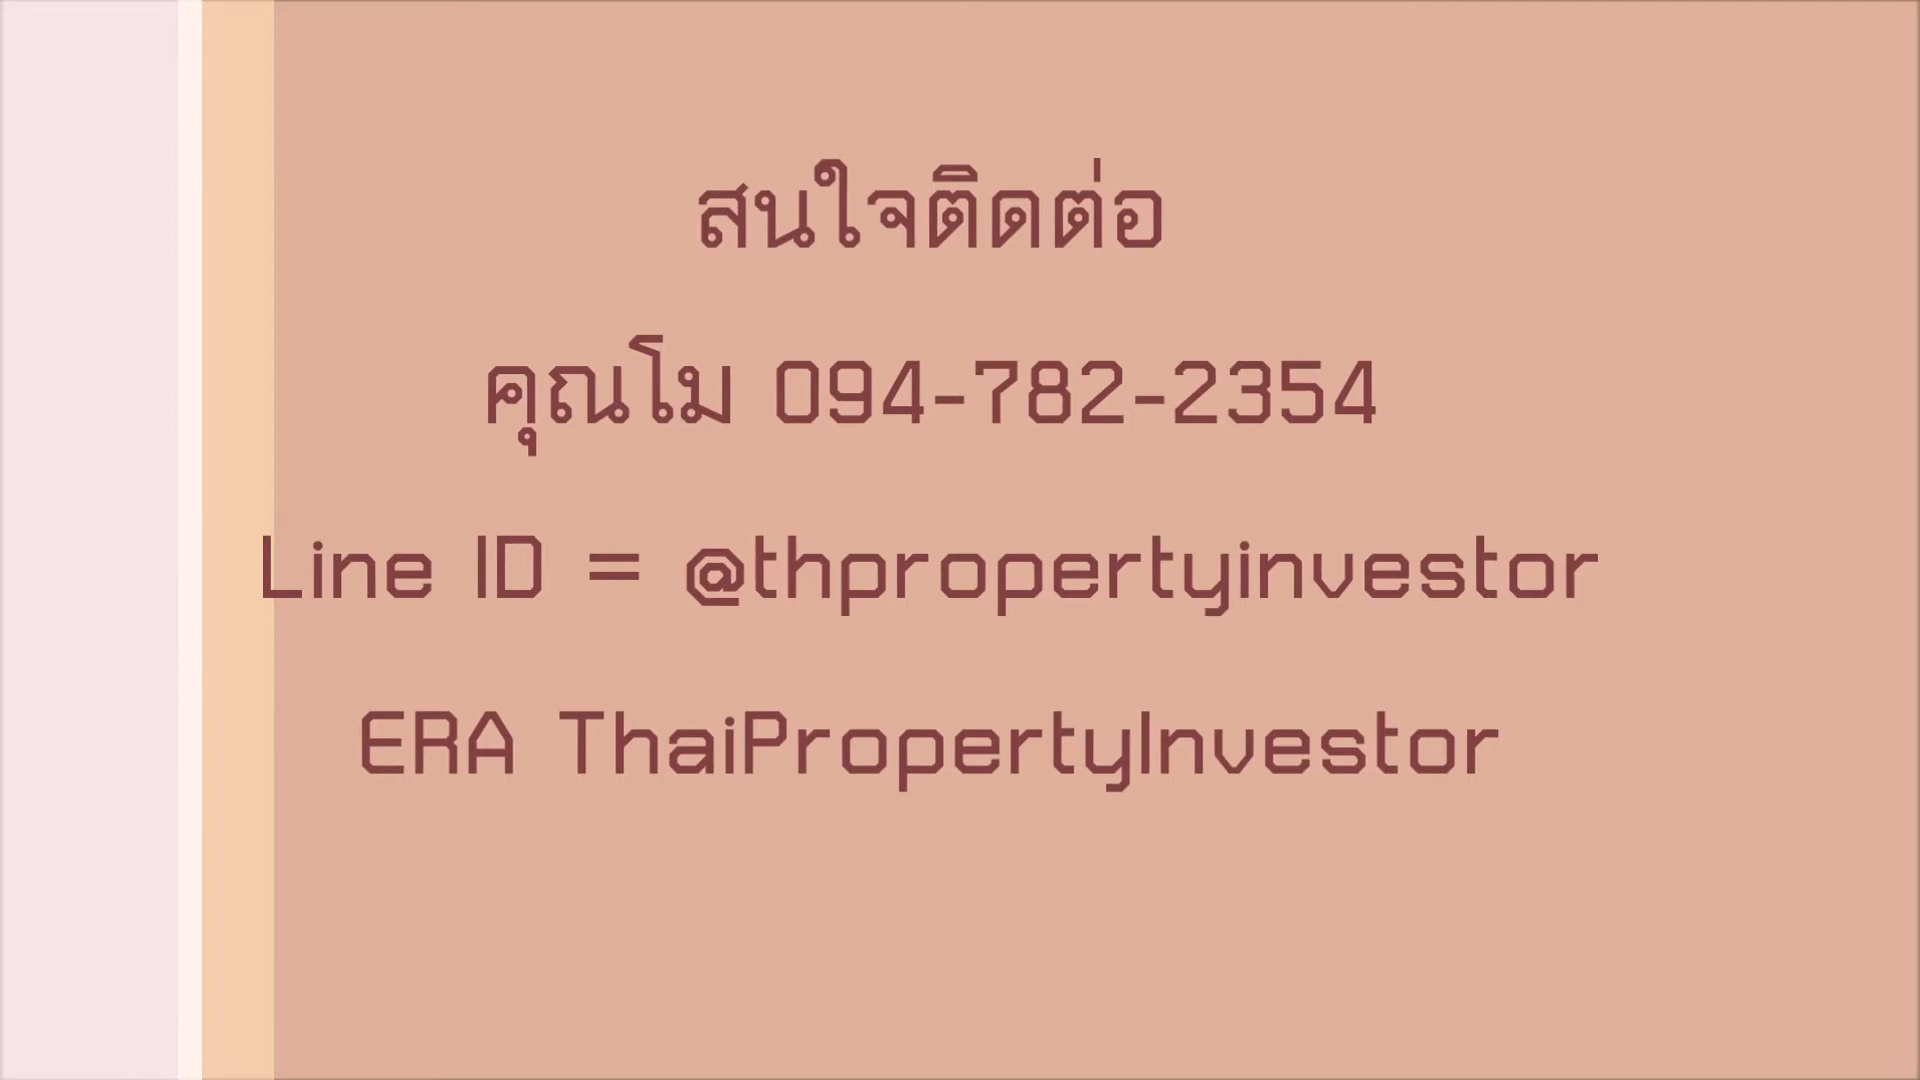 สนใจติดต่อ
คุณโม 094-782-2354
Line ID = @thpropertyinvestor
ERA ThaiPropertyInvestor